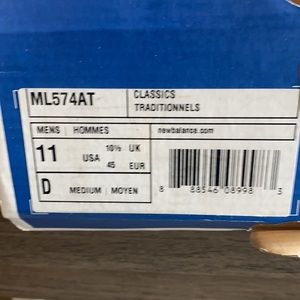 ML574AT
CLASSICS
TRADITIONNELS
MENS | HOMMES
11 USA
10½ UK
45 EUR
D MEDIUM | MOYEN
newbalance.com
8 88546 08998 3